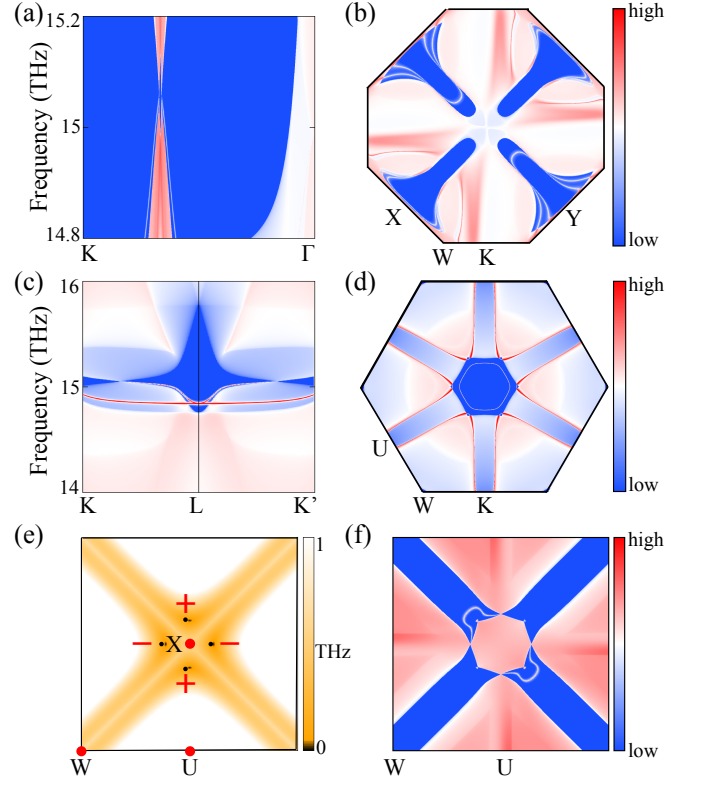 (a)
15.2
15
14.8
Frequency (THz)
K Γ
(b)
high
low
X Y
W K
(c)
16
15
14
Frequency (THz)
K L K'
(d)
high
low
U
W K
(e)
+
− X −
+
1
THz
0
W U
(f)
high
low
W U